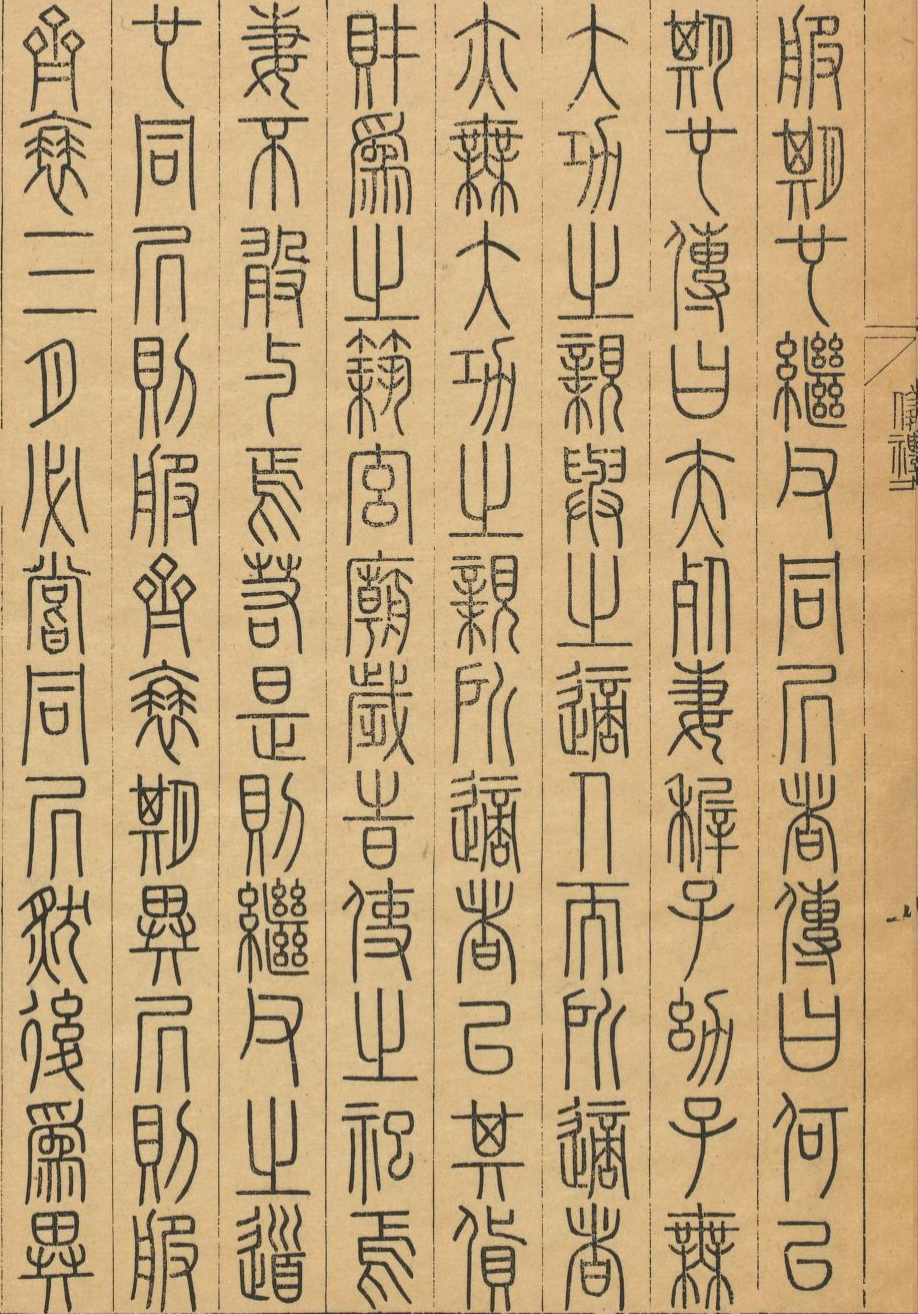 儀禮
服期也繼父同居者傳曰何以
期也傳曰夫死妻稺子幼子無
大功之親與之適人而所適者
亦無大功之親所適者以其貨
財爲之築宮廟歲時使之祀焉
妻不敢與焉若是則繼父之道
也同居則服齊衰期異居則服
齊衰三月必嘗同居然後爲異